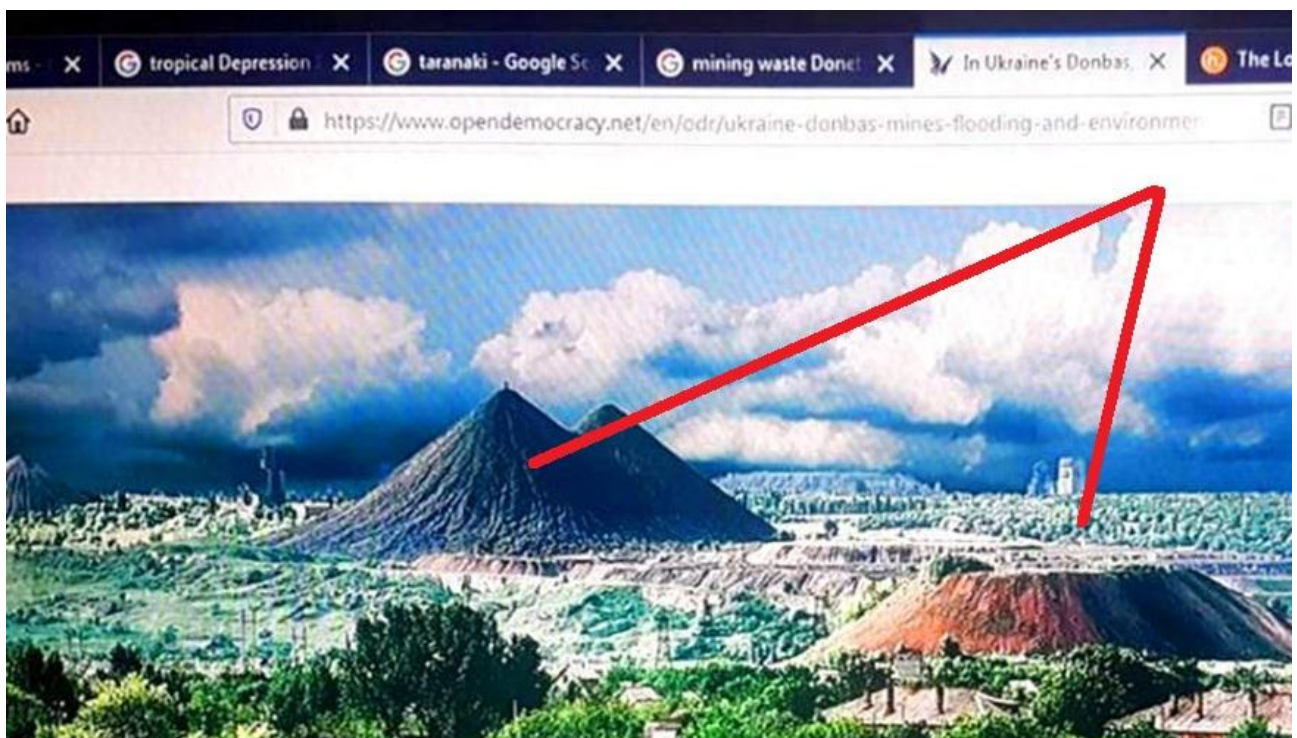 ms - tropical Depression taranaki - Google Sc mining waste Donet In Ukraine's Donbas, The Lo
https://www.opendemocracy.net/en/odr/ukraine-donbas-mines-flooding-and-environmen